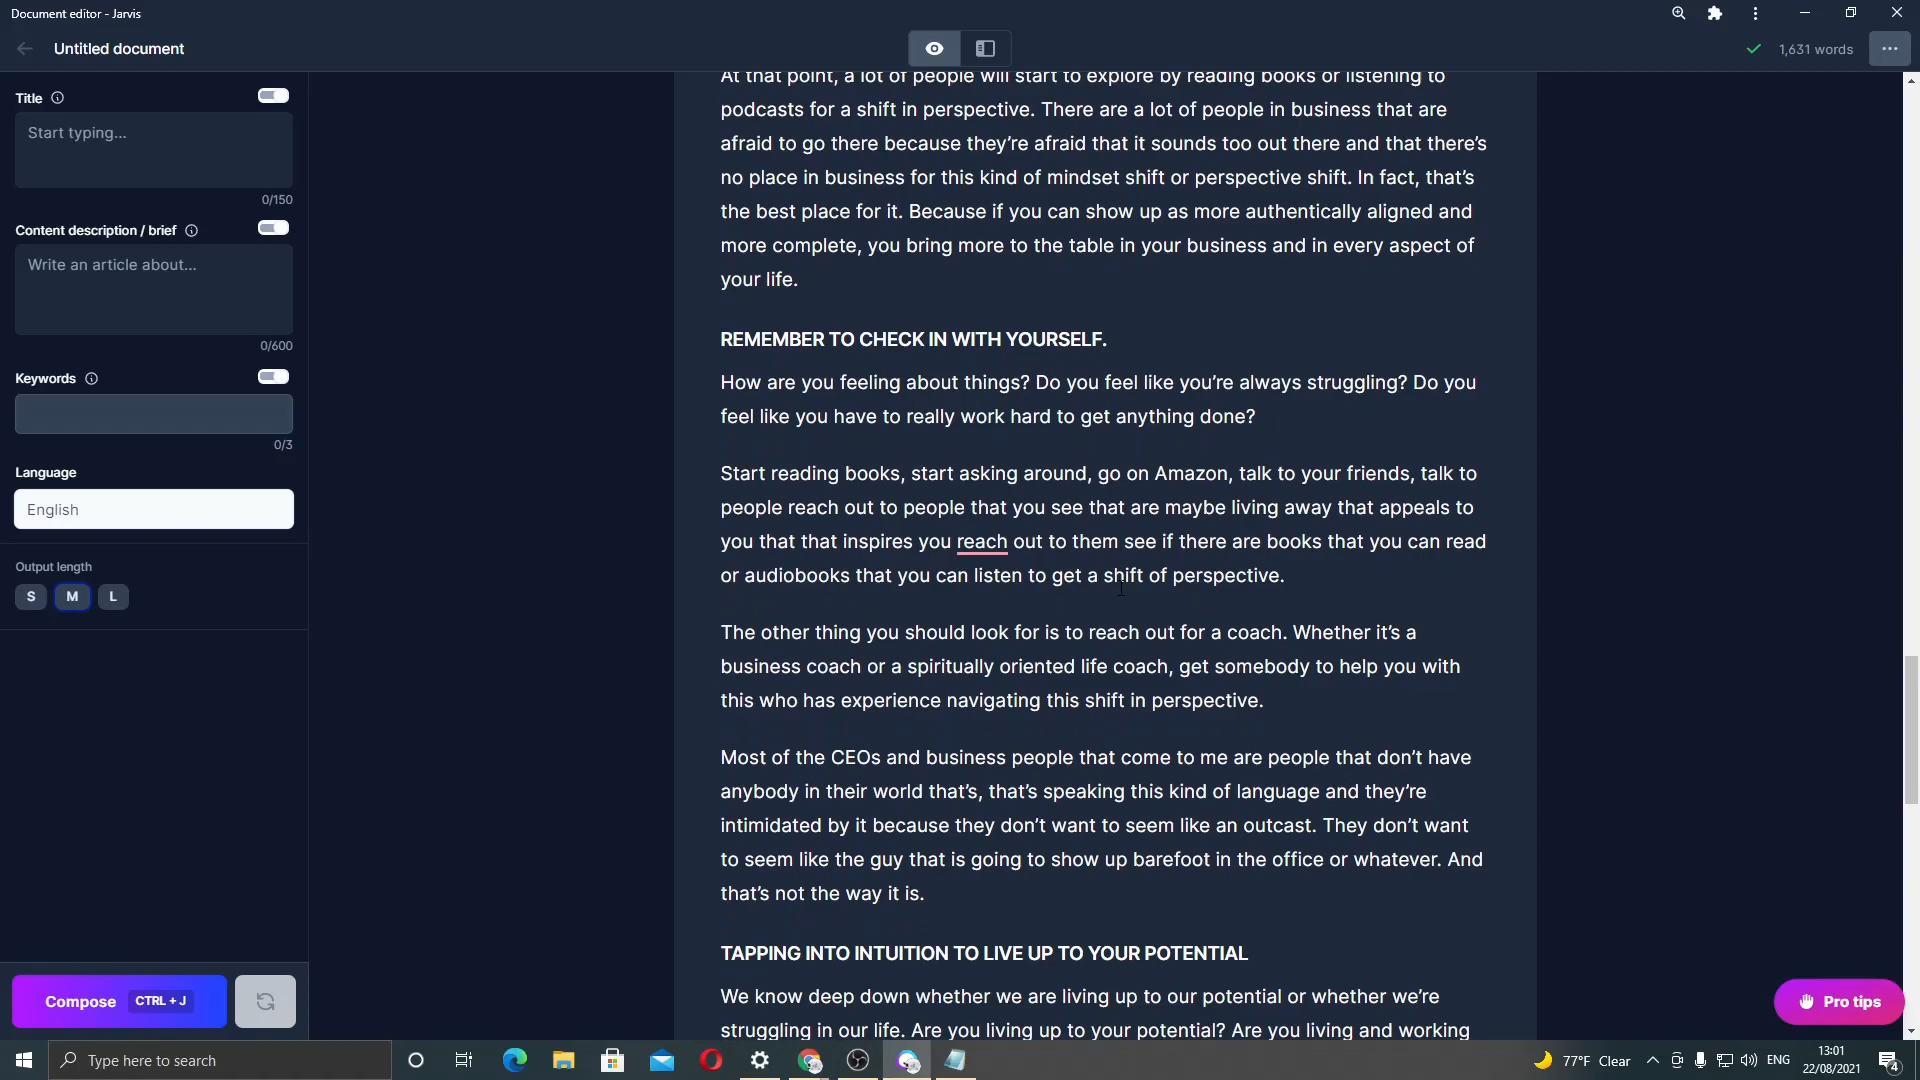 Document editor - Jarvis
Untitled document
1,631 words
Title
Start typing...
0/150
Content description / brief
Write an article about...
0/600
Keywords
0/3
Language
English
Output length
S M L
Compose CTRL + J
At that point, a lot of people will start to explore by reading books or listening to
podcasts for a shift in perspective. There are a lot of people in business that are
afraid to go there because they're afraid that it sounds too out there and that there's
no place in business for this kind of mindset shift or perspective shift. In fact, that's
the best place for it. Because if you can show up as more authentically aligned and
more complete, you bring more to the table in your business and in every aspect of
your life.
REMEMBER TO CHECK IN WITH YOURSELF.
How are you feeling about things? Do you feel like you're always struggling? Do you
feel like you have to really work hard to get anything done?
Start reading books, start asking around, go on Amazon, talk to your friends, talk to
people reach out to people that you see that are maybe living away that appeals to
you that that inspires you reach out to them see if there are books that you can read
or audiobooks that you can listen to get a shift of perspective.
The other thing you should look for is to reach out for a coach. Whether it's a
business coach or a spiritually oriented life coach, get somebody to help you with
this who has experience navigating this shift in perspective.
Most of the CEOs and business people that come to me are people that don't have
anybody in their world that's, that's speaking this kind of language and they're
intimidated by it because they don't want to seem like an outcast. They don't want
to seem like the guy that is going to show up barefoot in the office or whatever. And
that's not the way it is.
TAPPING INTO INTUITION TO LIVE UP TO YOUR POTENTIAL
We know deep down whether we are living up to our potential or whether we're
struggling in our life. Are you living up to your potential? Are you living and working
Pro tips
Type here to search
77°F Clear
ENG
13:01
22/08/2021
4